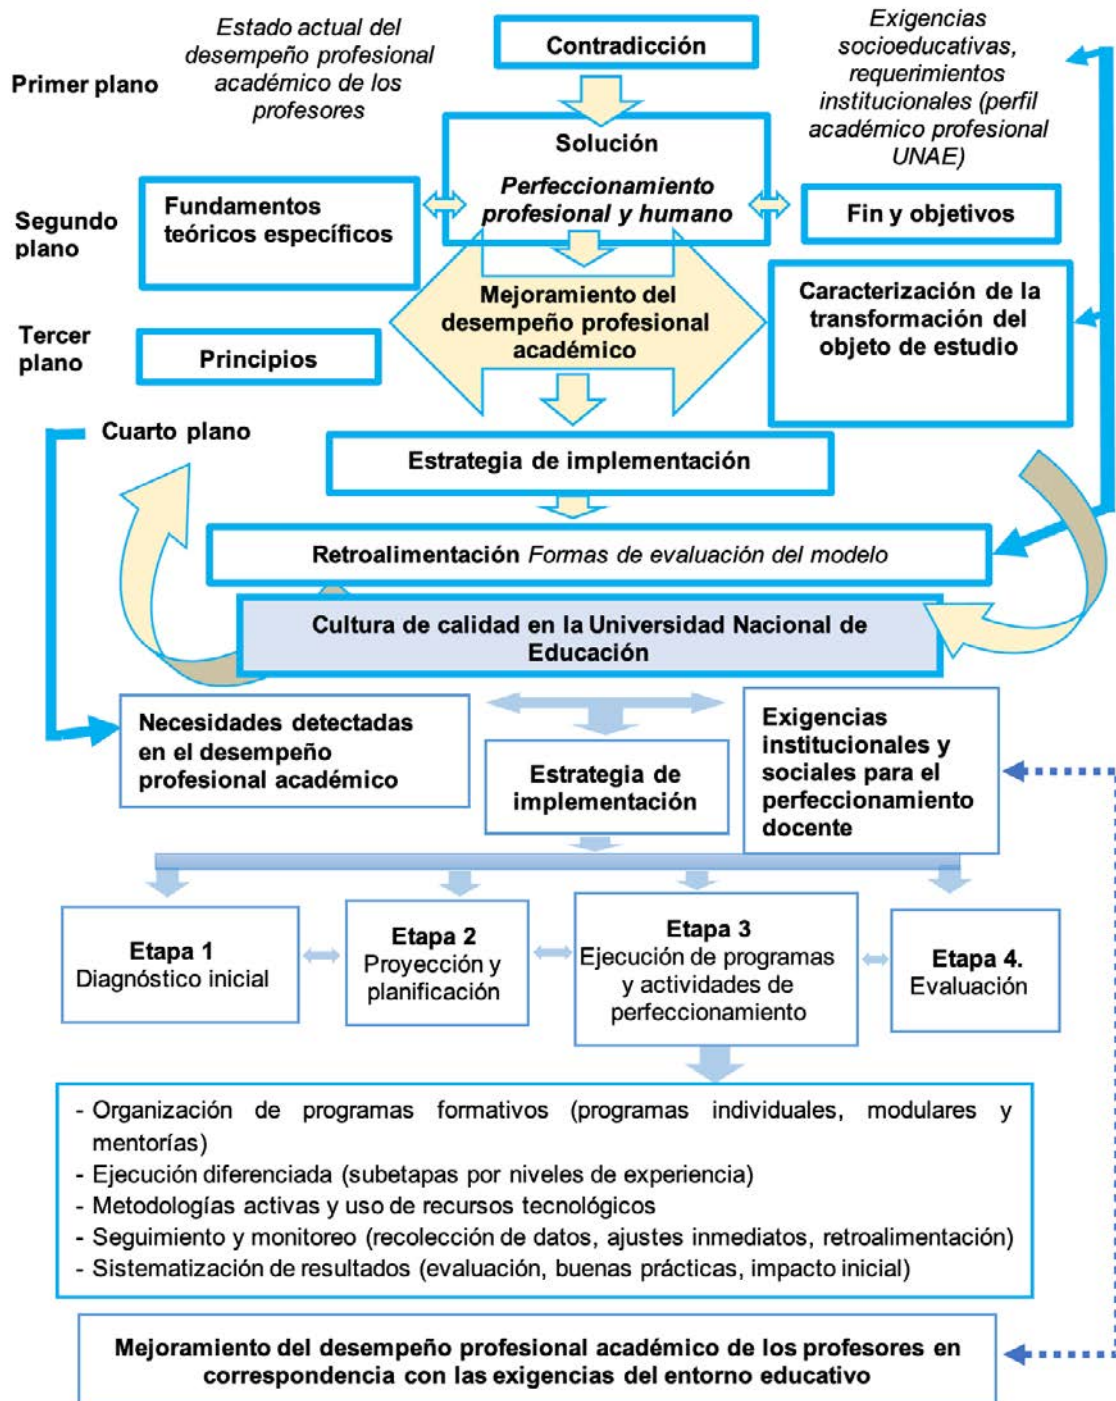 Estado actual del
desempeño profesional
académico de los
profesores
Contradicción
Exigencias
socioeducativas,
requerimientos
institucionales (perfil
académico profesional
UNAE)
Primer plano
Solución
Perfeccionamiento
profesional y humano
Segundo
plano
Fundamentos
teóricos específicos
Fin y objetivos
Mejoramiento del
desempeño profesional
académico
Caracterización de la
transformación del
objeto de estudio
Tercer
plano
Principios
Cuarto plano
Estrategia de implementación
Retroalimentación Formas de evaluación del modelo
Cultura de calidad en la Universidad Nacional de
Educación
Necesidades detectadas
en el desempeño
profesional académico
Estrategia de
implementación
Exigencias
institucionales y
sociales para el
perfeccionamiento
docente
Etapa 1
Diagnóstico inicial
Etapa 2
Proyección y
planificación
Etapa 3
Ejecución de programas
y actividades de
perfeccionamiento
Etapa 4.
Evaluación
- Organización de programas formativos (programas individuales, modulares y
mentorías)
- Ejecución diferenciada (subetapas por niveles de experiencia)
- Metodologías activas y uso de recursos tecnológicos
- Seguimiento y monitoreo (recolección de datos, ajustes inmediatos, retroalimentación)
- Sistematización de resultados (evaluación, buenas prácticas, impacto inicial)
Mejoramiento del desempeño profesional académico de los profesores en
correspondencia con las exigencias del entorno educativo